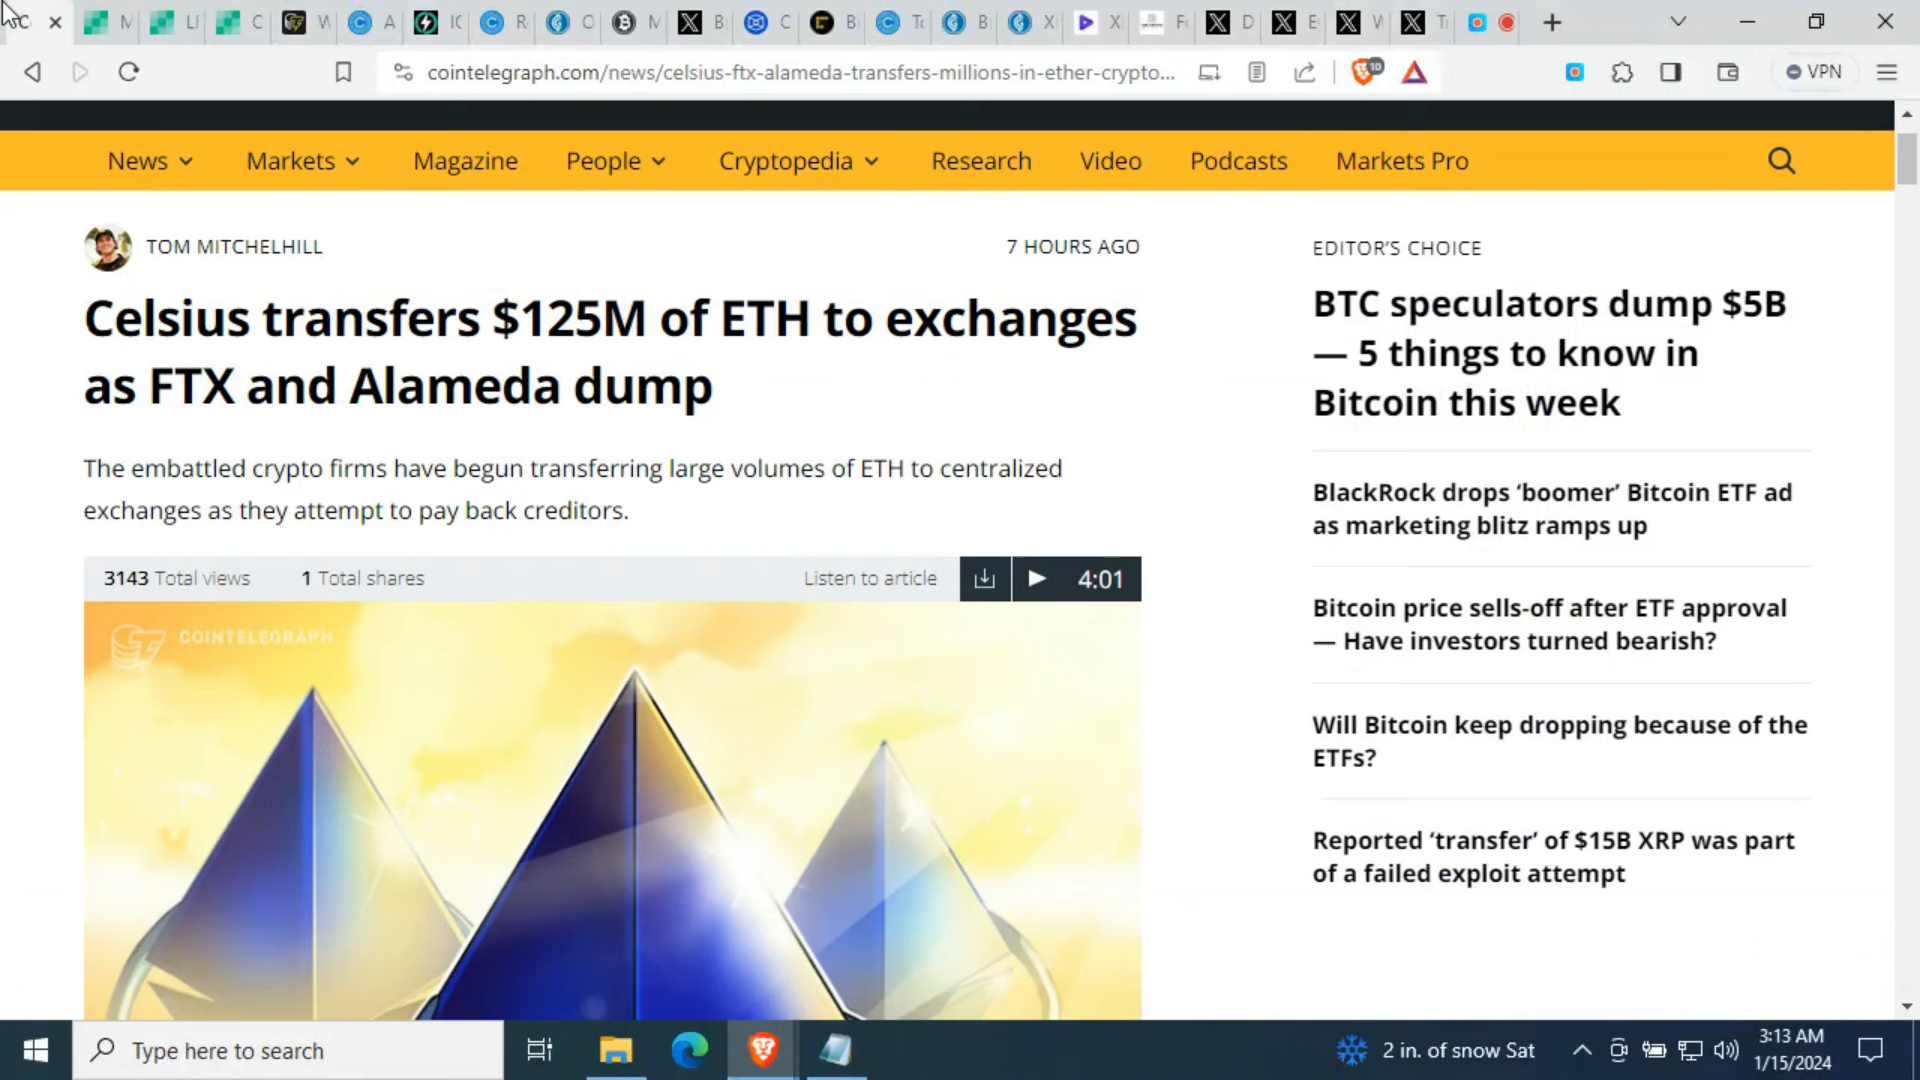 C
M
LI
C
W
A
IC
R
O
M
B
C
B
To
B
X
X
Fu
D
E
W
Ti
cointelegraph.com/news/celsius-ftx-alameda-transfers-millions-in-ether-crypto...
10
VPN
News
Markets
Magazine
People
Cryptopedia
Research
Video
Podcasts
Markets Pro
TOM MITCHELHILL
7 HOURS AGO
Celsius transfers $125M of ETH to exchanges
as FTX and Alameda dump
The embattled crypto firms have begun transferring large volumes of ETH to centralized
exchanges as they attempt to pay back creditors.
3143 Total views
1 Total shares
Listen to article
4:01
COINTELEGRAPH
EDITOR’S CHOICE
BTC speculators dump $5B
— 5 things to know in
Bitcoin this week
BlackRock drops ‘boomer’ Bitcoin ETF ad
as marketing blitz ramps up
Bitcoin price sells-off after ETF approval
— Have investors turned bearish?
Will Bitcoin keep dropping because of the
ETFs?
Reported ‘transfer’ of $15B XRP was part
of a failed exploit attempt
Type here to search
2 in. of snow Sat
3:13 AM
1/15/2024